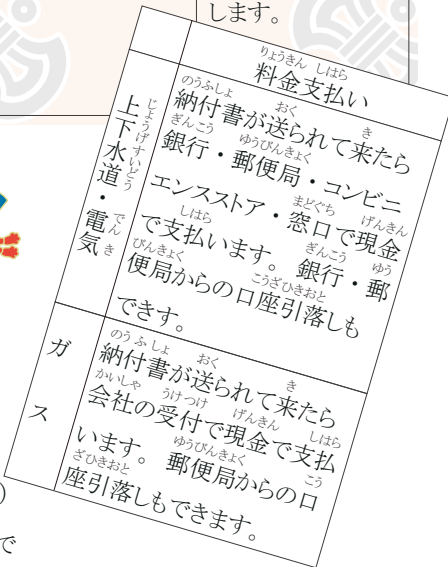 します。
料金支払い
上下水道・電気
納付書が送られて来たら
銀行・郵便局・コンビニ
エンスストア・窓口で現金
で支払います。 銀行・郵
便局からの口座引落しも
できす。
ガス
納付書が送られて来たら
会社の受付で現金で支払
います。 郵便局からの口
座引落しもできます。
)
で